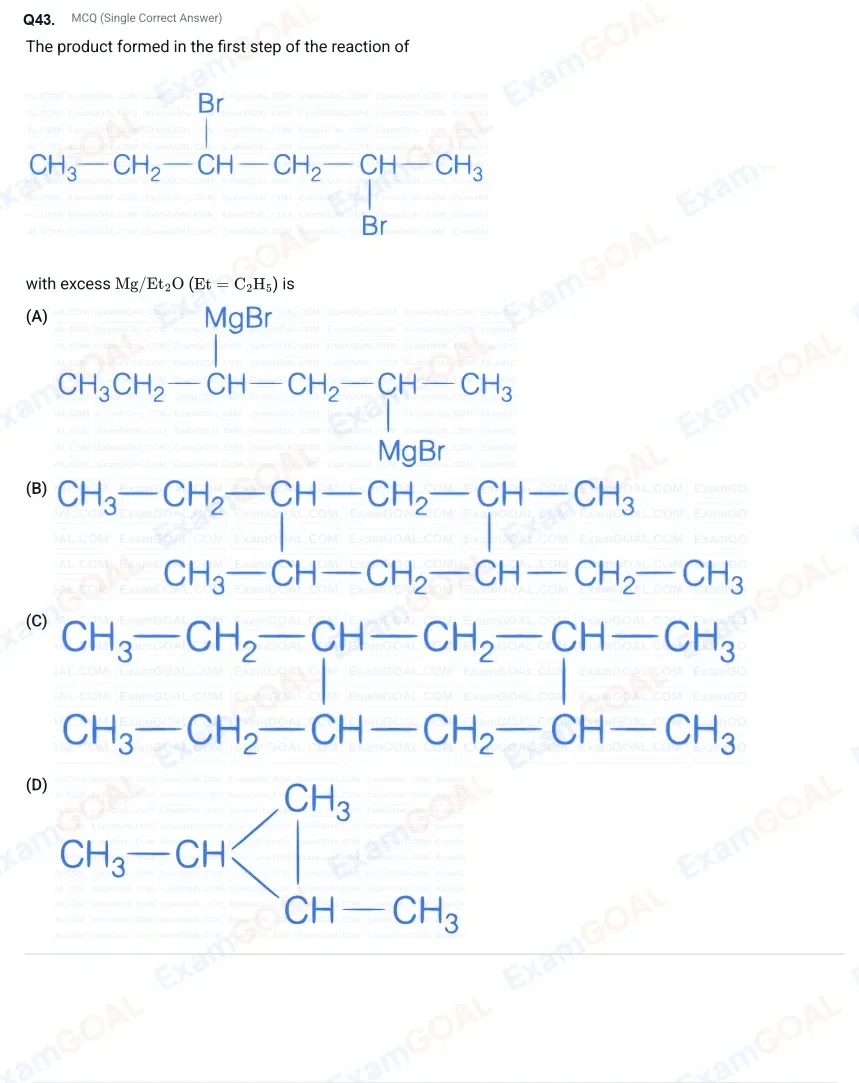 Q43. MCQ (Single Correct Answer)
The product formed in the first step of the reaction of
Br
CH₃—CH₂—CH—CH₂—CH—CH₃
Br
with excess Mg/Et₂O (Et = C₂H₅) is
(A)
MgBr
CH₃CH₂—CH—CH₂—CH—CH₃
MgBr
(B) CH₃—CH₂—CH—CH₂—CH—CH₃
CH₃—CH—CH₂—CH—CH₂—CH₃
(C) CH₃—CH₂—CH—CH₂—CH—CH₃
CH₃—CH₂—CH—CH₂—CH—CH₃
(D)
CH₃
CH₃—CH
CH—CH₃
ExamGOAL